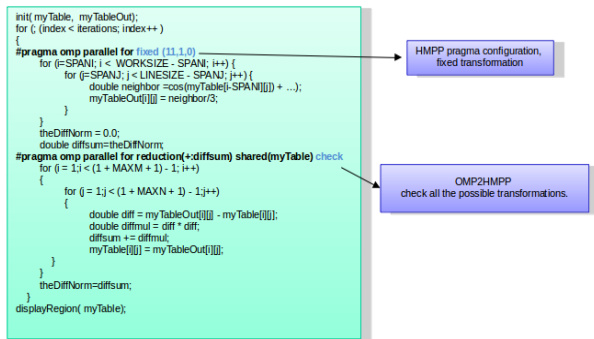 init( myTable,  myTableOut);
for (; (index < iterations; index++ )
{
#pragma omp parallel for fixed (11,1,0)
for (i=SPANI; i <  WORKSIZE - SPANI; i++) {
for (j=SPANJ; j < LINESIZE - SPANJ; j++) {
double neighbor =cos(myTable[i-SPANI][j]) + ...);
myTableOut[i][j] = neighbor/3;
}
}
theDiffNorm = 0.0;
double diffsum=theDiffNorm;
#pragma omp parallel for reduction(+:diffsum) shared(myTable) check
for (i = 1;i < (1 + MAXM + 1) - 1; i++)
{
for (j = 1;j < (1 + MAXN + 1) - 1;j++)
{
double diff = myTableOut[i][j] - myTable[i][j];
double diffmul = diff * diff;
diffsum += diffmul;
myTable[i][j] = myTableOut[i][j];
}
}
theDiffNorm=diffsum;
}
displayRegion( myTable);
HMPP pragma configuration,
fixed transformation
OMP2HMPP
check all the possible transformations.